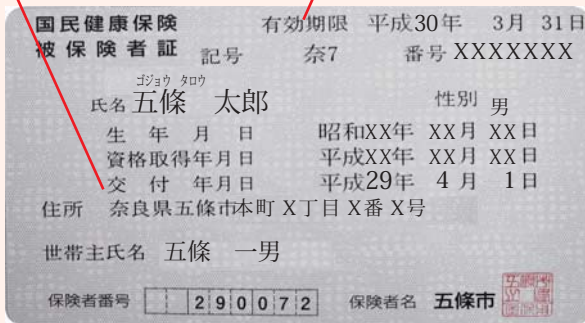 国民健康保険 有効期限 平成30年 3月 31日
被保険者証 記号 奈7 番号 XXXXXXX
ゴジョウ タロウ
氏名 五條 太郎 性別 男
生年月日 昭和XX年 XX月 XX日
資格取得年月日 平成XX年 XX月 XX日
交付年月日 平成29年 4月 1日
住所 奈良県五條市本町X丁目X番X号
世帯主氏名 五條 一男
保険者番号 290072 保険者名 五條市